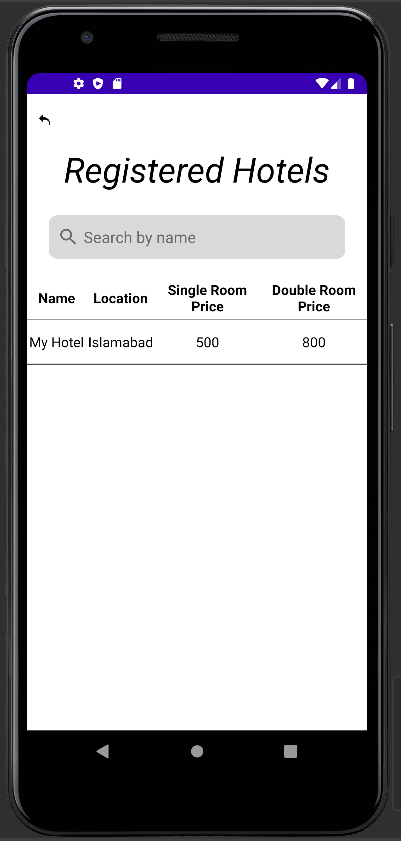 Registered Hotels
Search by name
Name Location Single Room Price Double Room Price
My Hotel Islamabad 500 800